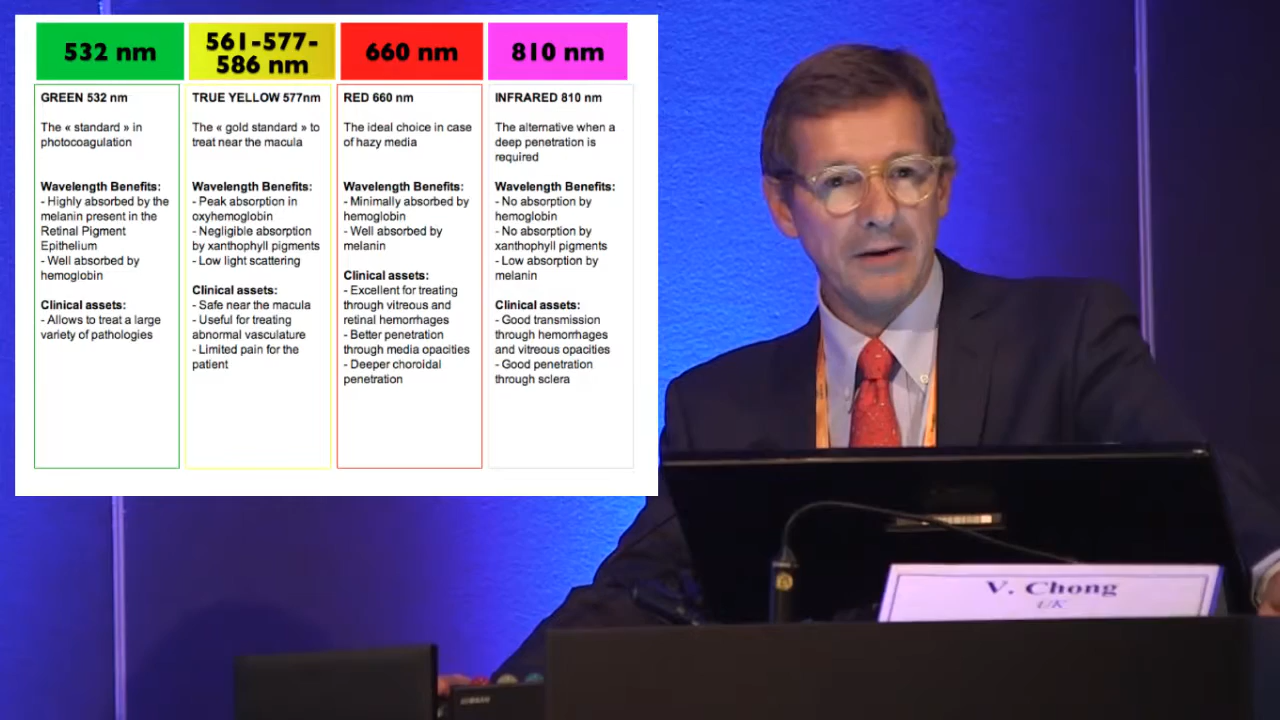 532 nm
561-577-
586 nm
660 nm
810 nm
GREEN 532 nm
The « standard » in
photocoagulation
Wavelength Benefits:
- Highly absorbed by the
melanin present in the
Retinal Pigment
Epithelium
- Well absorbed by
hemoglobin
Clinical assets:
- Allows to treat a large
variety of pathologies
TRUE YELLOW 577nm
The « gold standard » to
treat near the macula
Wavelength Benefits:
- Peak absorption in
oxyhemoglobin
- Negligible absorption
by xanthophyll pigments
- Low light scattering
Clinical assets:
- Safe near the macula
- Useful for treating
abnormal vasculature
- Limited pain for the
patient
RED 660 nm
The ideal choice in case
of hazy media
Wavelength Benefits:
- Minimally absorbed by
hemoglobin
- Well absorbed by
melanin
Clinical assets:
- Excellent for treating
through vitreous and
retinal hemorrhages
- Better penetration
through media opacities
- Deeper choroidal
penetration
INFRARED 810 nm
The alternative when a
deep penetration is
required
Wavelength Benefits:
- No absorption by
hemoglobin
- No absorption by
xanthophyll pigments
- Low absorption by
melanin
Clinical assets:
- Good transmission
through hemorrhages
and vitreous opacities
- Good penetration
through sclera
V. Chong
UK